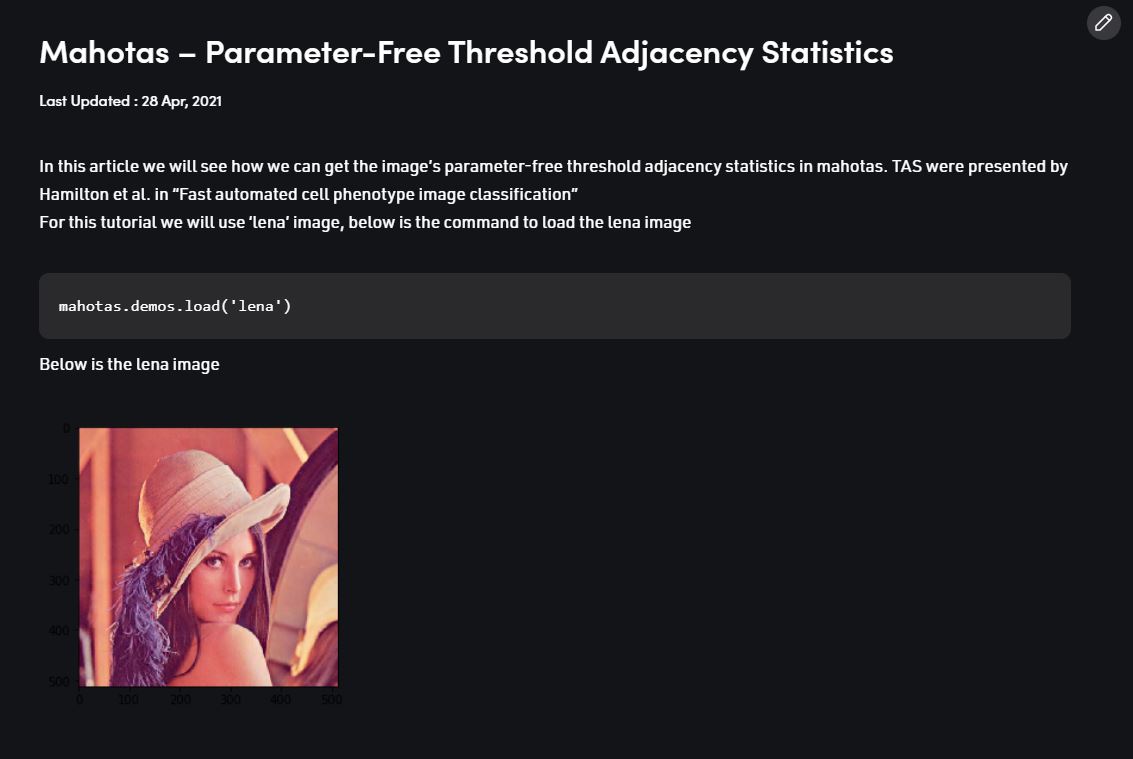 Mahotas – Parameter-Free Threshold Adjacency Statistics
Last Updated : 28 Apr, 2021
In this article we will see how we can get the image’s parameter-free threshold adjacency statistics in mahotas. TAS were presented by
Hamilton et al. in “Fast automated cell phenotype image classification”
For this tutorial we will use ‘lena’ image, below is the command to load the lena image
mahotas.demos.load('lena')
Below is the lena image
0
100
200
300
400
500
0 100 200 300 400 500